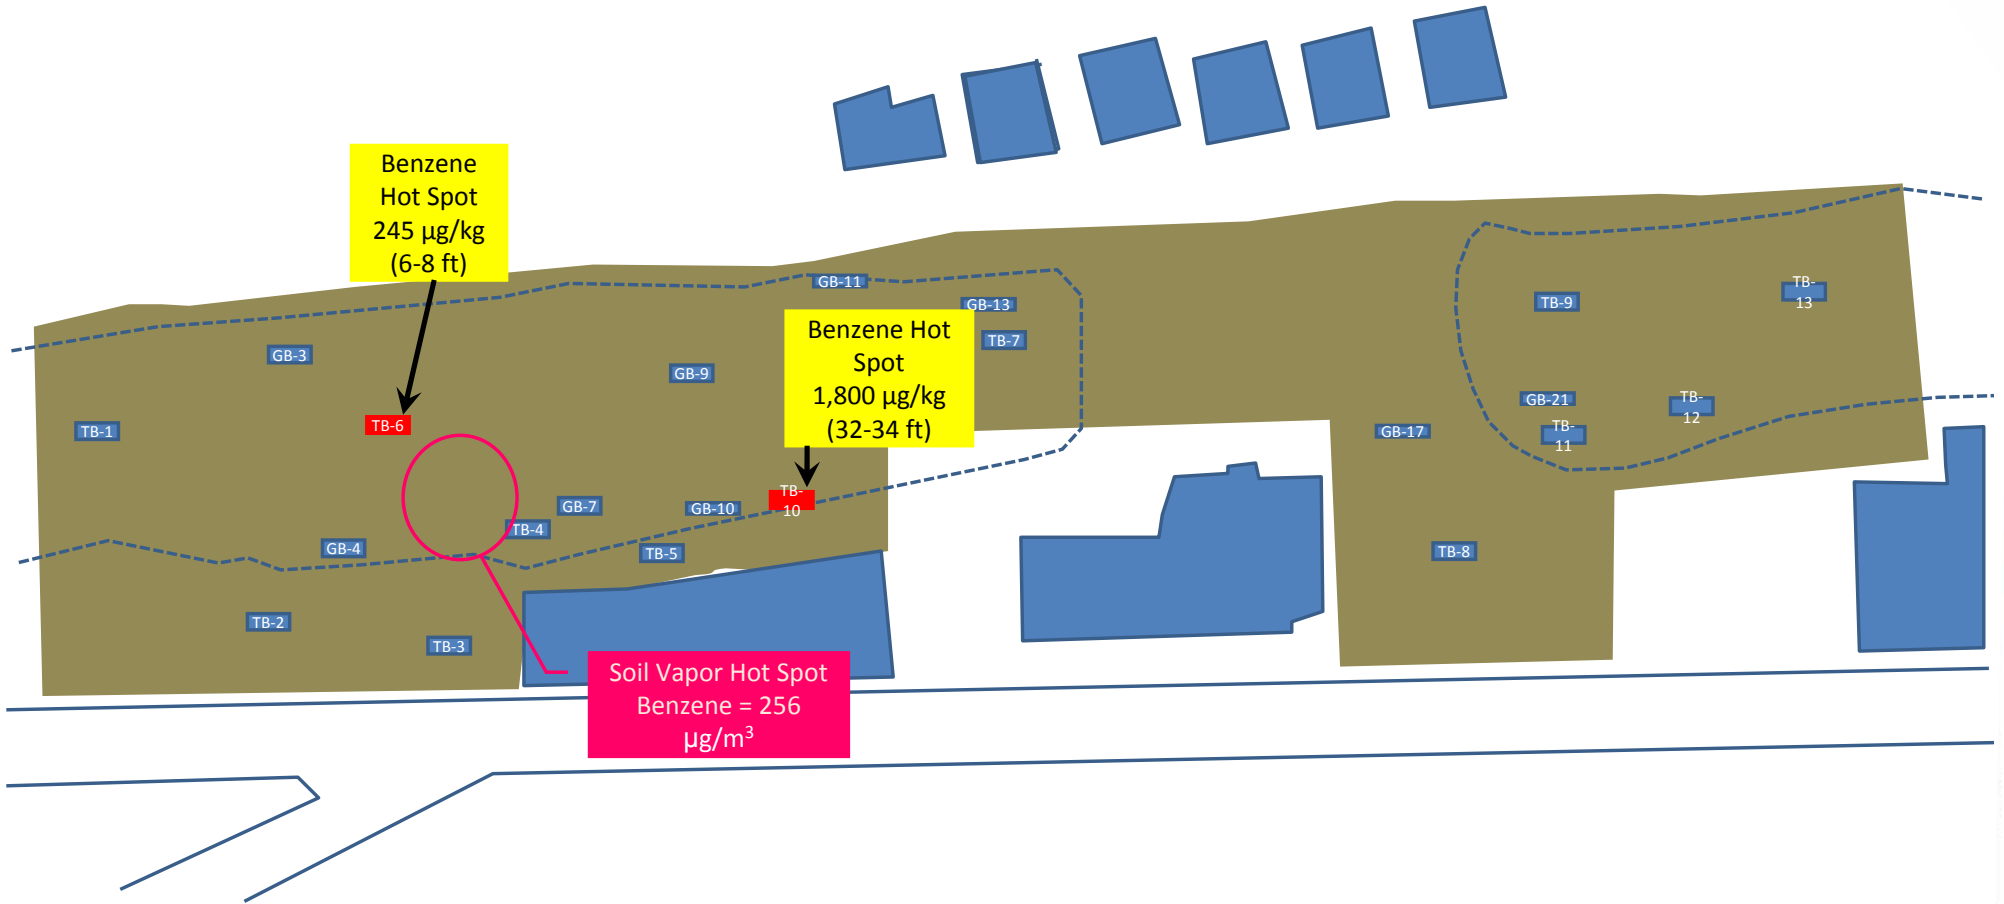 Benzene
Hot Spot
245 µg/kg
(6-8 ft)
GB-11
GB-13
TB-9
TB-
13
Benzene Hot
Spot
1,800 µg/kg
(32-34 ft)
TB-7
GB-3
GB-9
GB-21
TB-
12
TB-1
TB-6
GB-17
TB-
11
TB-
10
GB-7
GB-10
TB-4
GB-4
TB-5
TB-8
TB-2
TB-3
Soil Vapor Hot Spot
Benzene = 256
µg/m³